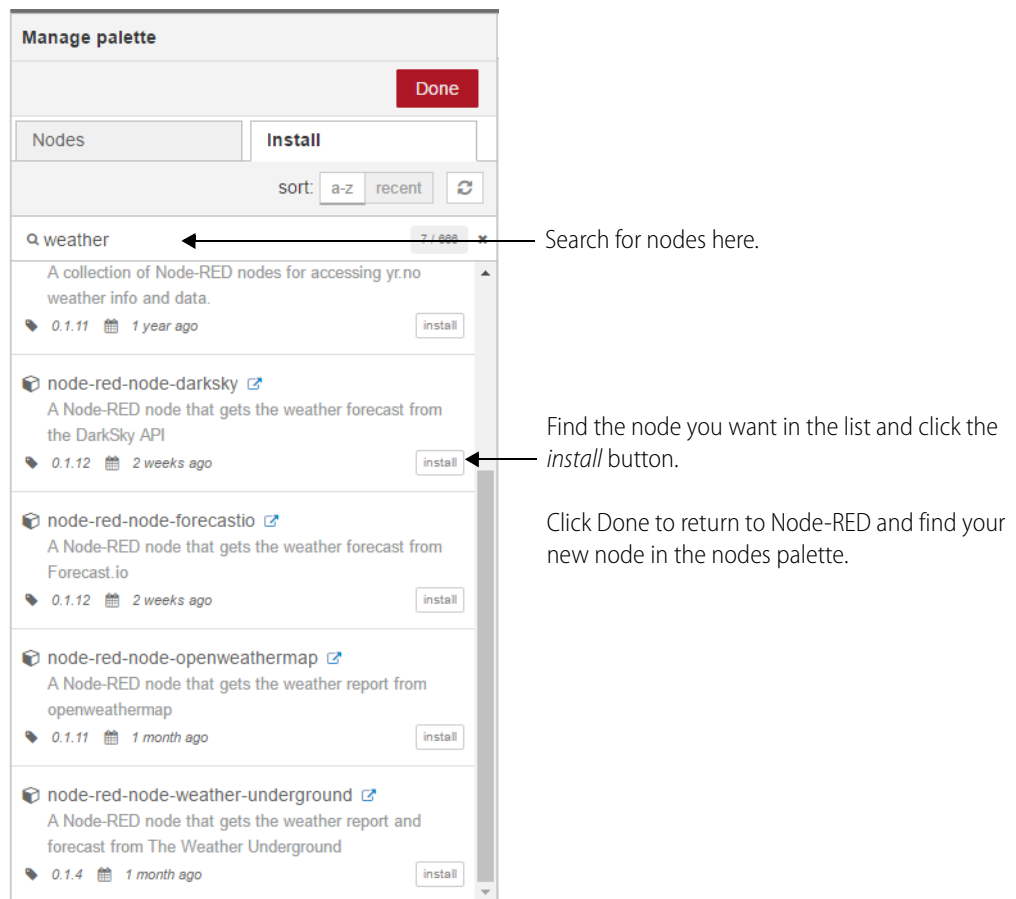 Manage palette
Done
Nodes
Install
sort: a-z recent
weather
7 / 666
Search for nodes here.
A collection of Node-RED nodes for accessing yr.no
weather info and data.
0.1.11 1 year ago
install
node-red-node-darksky
A Node-RED node that gets the weather forecast from
the DarkSky API
0.1.12 2 weeks ago
install
Find the node you want in the list and click the
install button.
Click Done to return to Node-RED and find your
new node in the nodes palette.
node-red-node-forecastio
A Node-RED node that gets the weather forecast from
Forecast.io
0.1.12 2 weeks ago
install
node-red-node-openweathermap
A Node-RED node that gets the weather report from
openweathermap
0.1.11 1 month ago
install
node-red-node-weather-underground
A Node-RED node that gets the weather report and
forecast from The Weather Underground
0.1.4 1 month ago
install